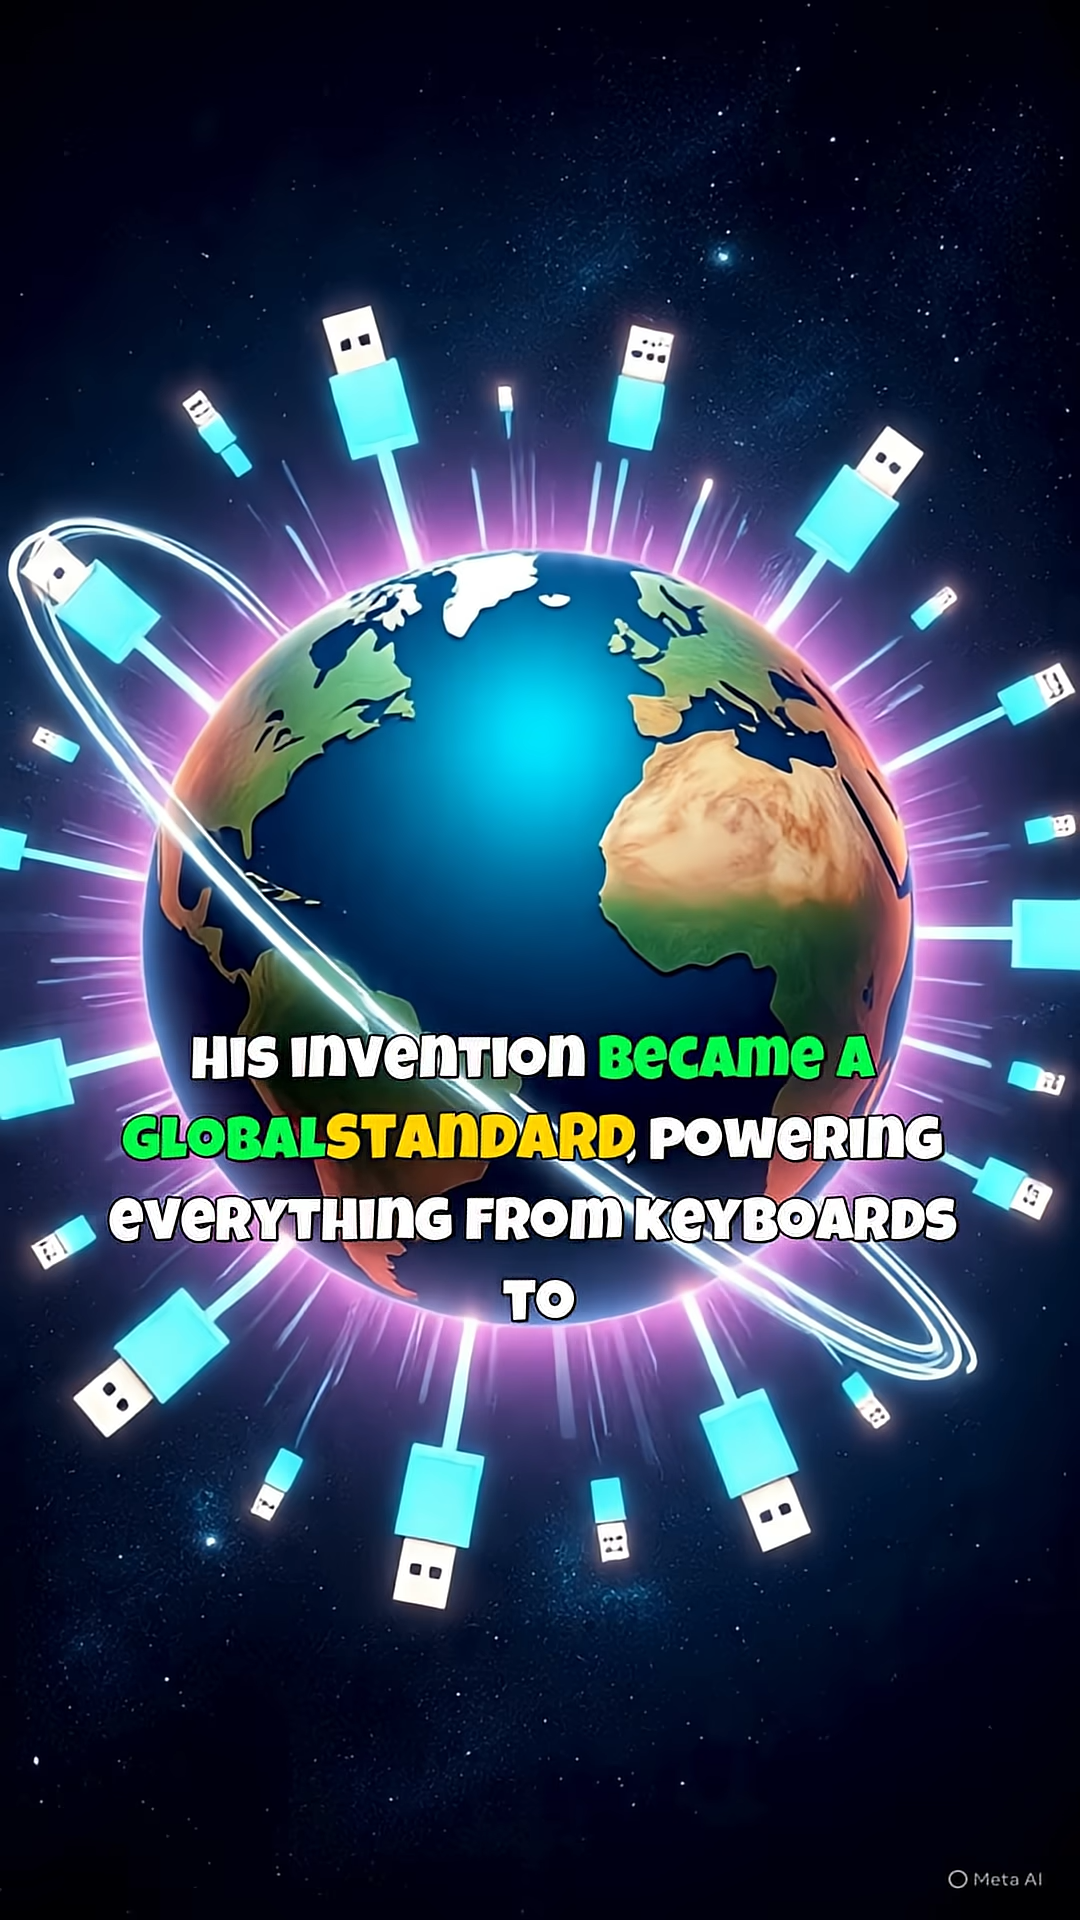 HIS INVENTION BECAME A
GLOBALSTANDARD, POWERING
EVERYTHING FROM KEYBOARDS
TO
Meta AI